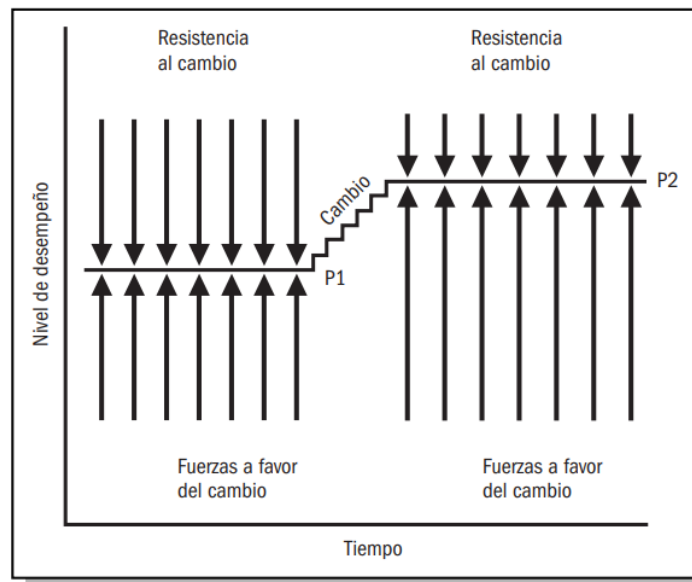 Resistencia
al cambio
Resistencia
al cambio
Cambio
P2
P1
Nivel de desempeño
Fuerzas a favor
del cambio
Fuerzas a favor
del cambio
Tiempo